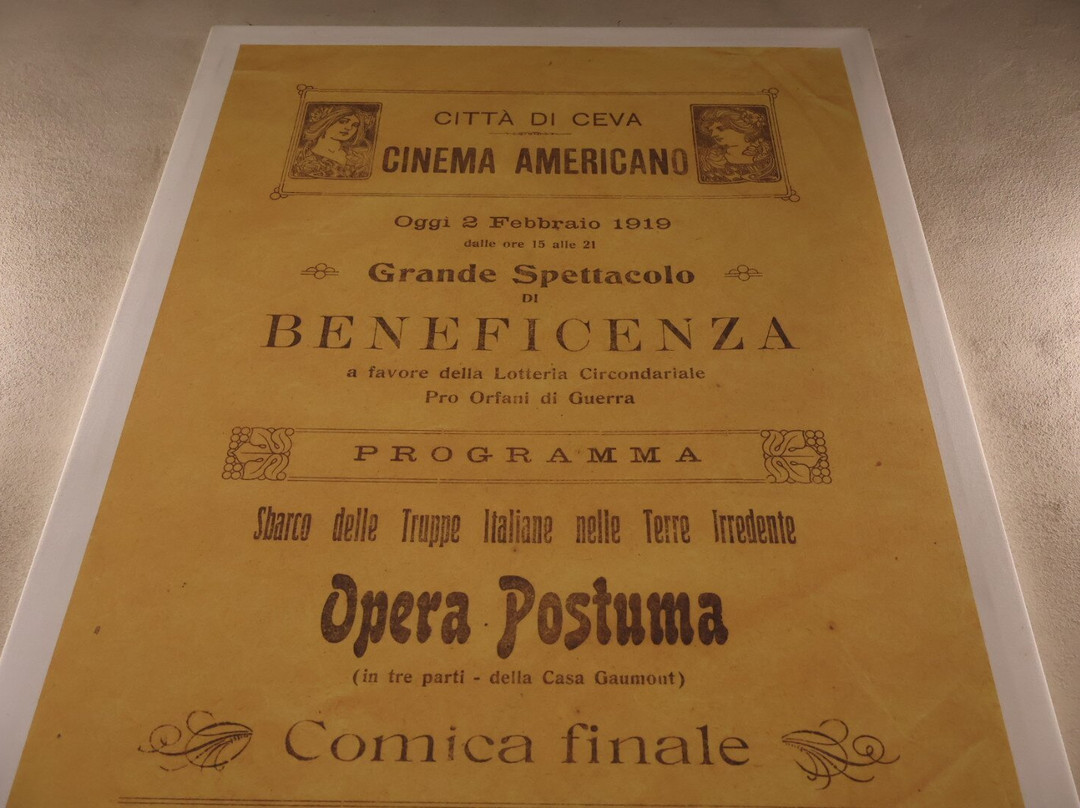 CITTÀ DI CEVA
CINEMA AMERICANO
Oggi 2 Febbraio 1919
dalle ore 15 alle 21
Grande Spettacolo
DI
BENEFICENZA
a favore della Lotteria Circondariale
Pro Orfani di Guerra
PROGRAMMA
Sbarco delle Truppe Italiane nelle Terre Irredente
Opera Postuma
(in tre parti - della Casa Gaumont)
Comica finale